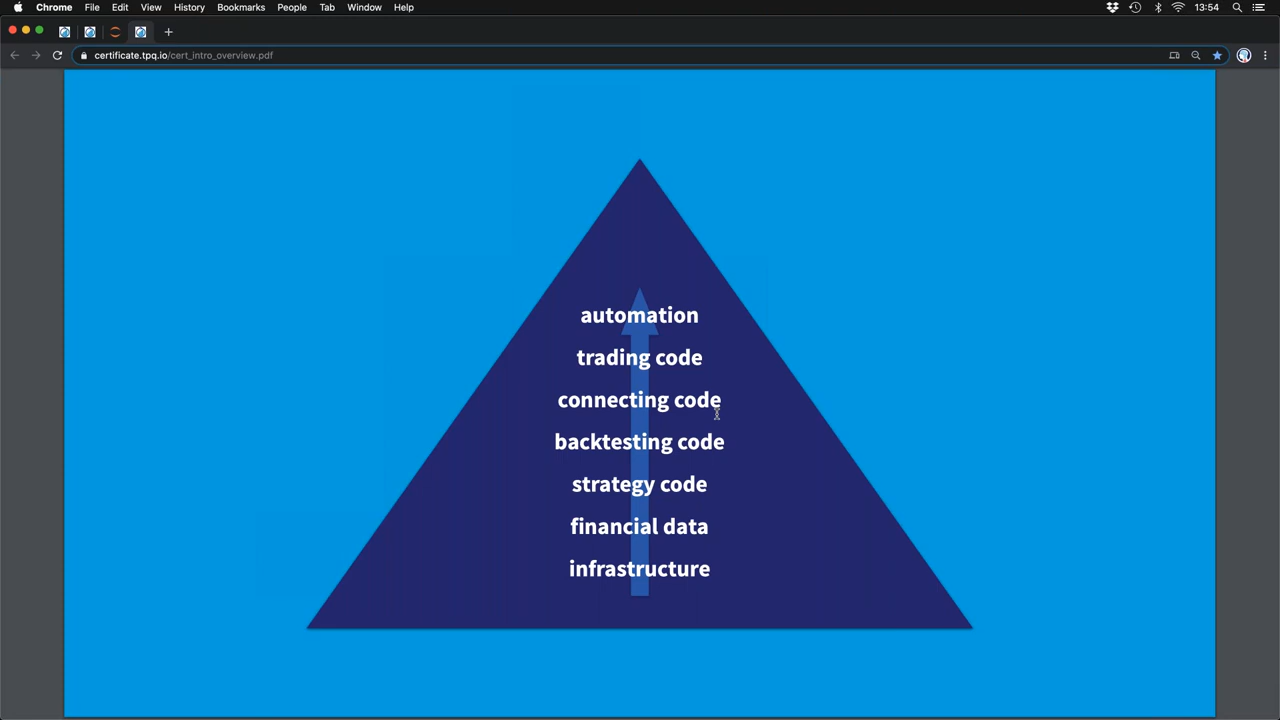 Chrome File Edit View History Bookmarks People Tab Window Help 13:54
certificate.tpq.io/cert_intro_overview.pdf
automation
trading code
connecting code
backtesting code
strategy code
financial data
infrastructure